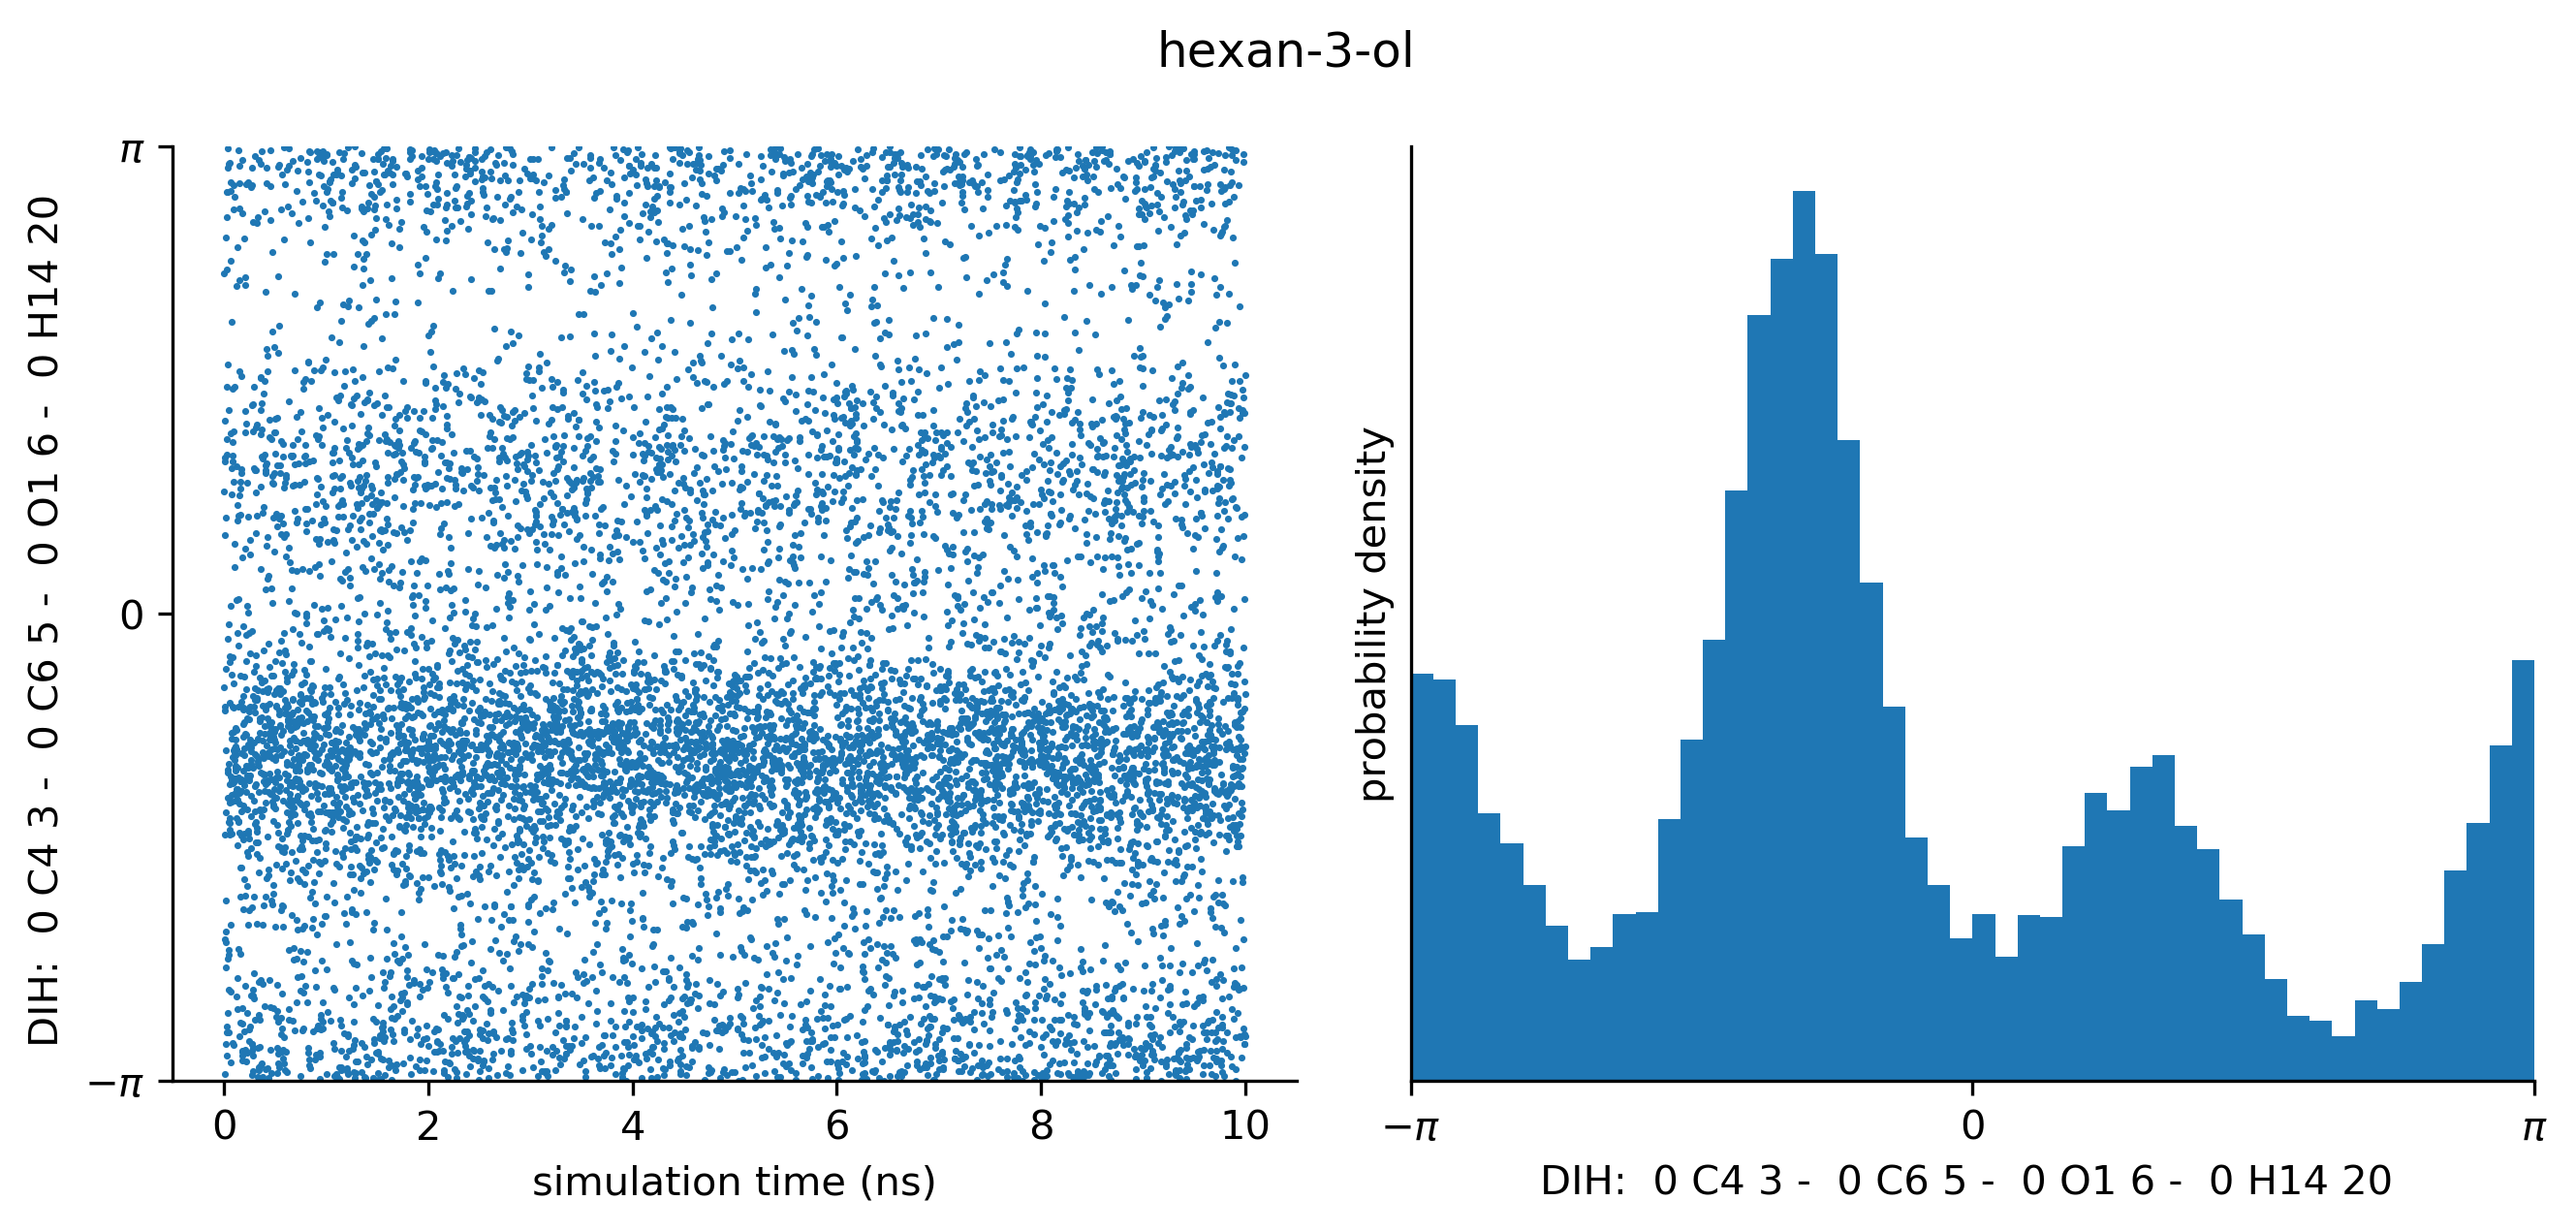 hexan-3-ol
DIH:  0 C4 3 -  0 C6 5 -  0 O1 6 -  0 H14 20
π
0
−π
0 2 4 6 8 10
simulation time (ns)
probability density
−π 0 π
DIH:  0 C4 3 -  0 C6 5 -  0 O1 6 -  0 H14 20